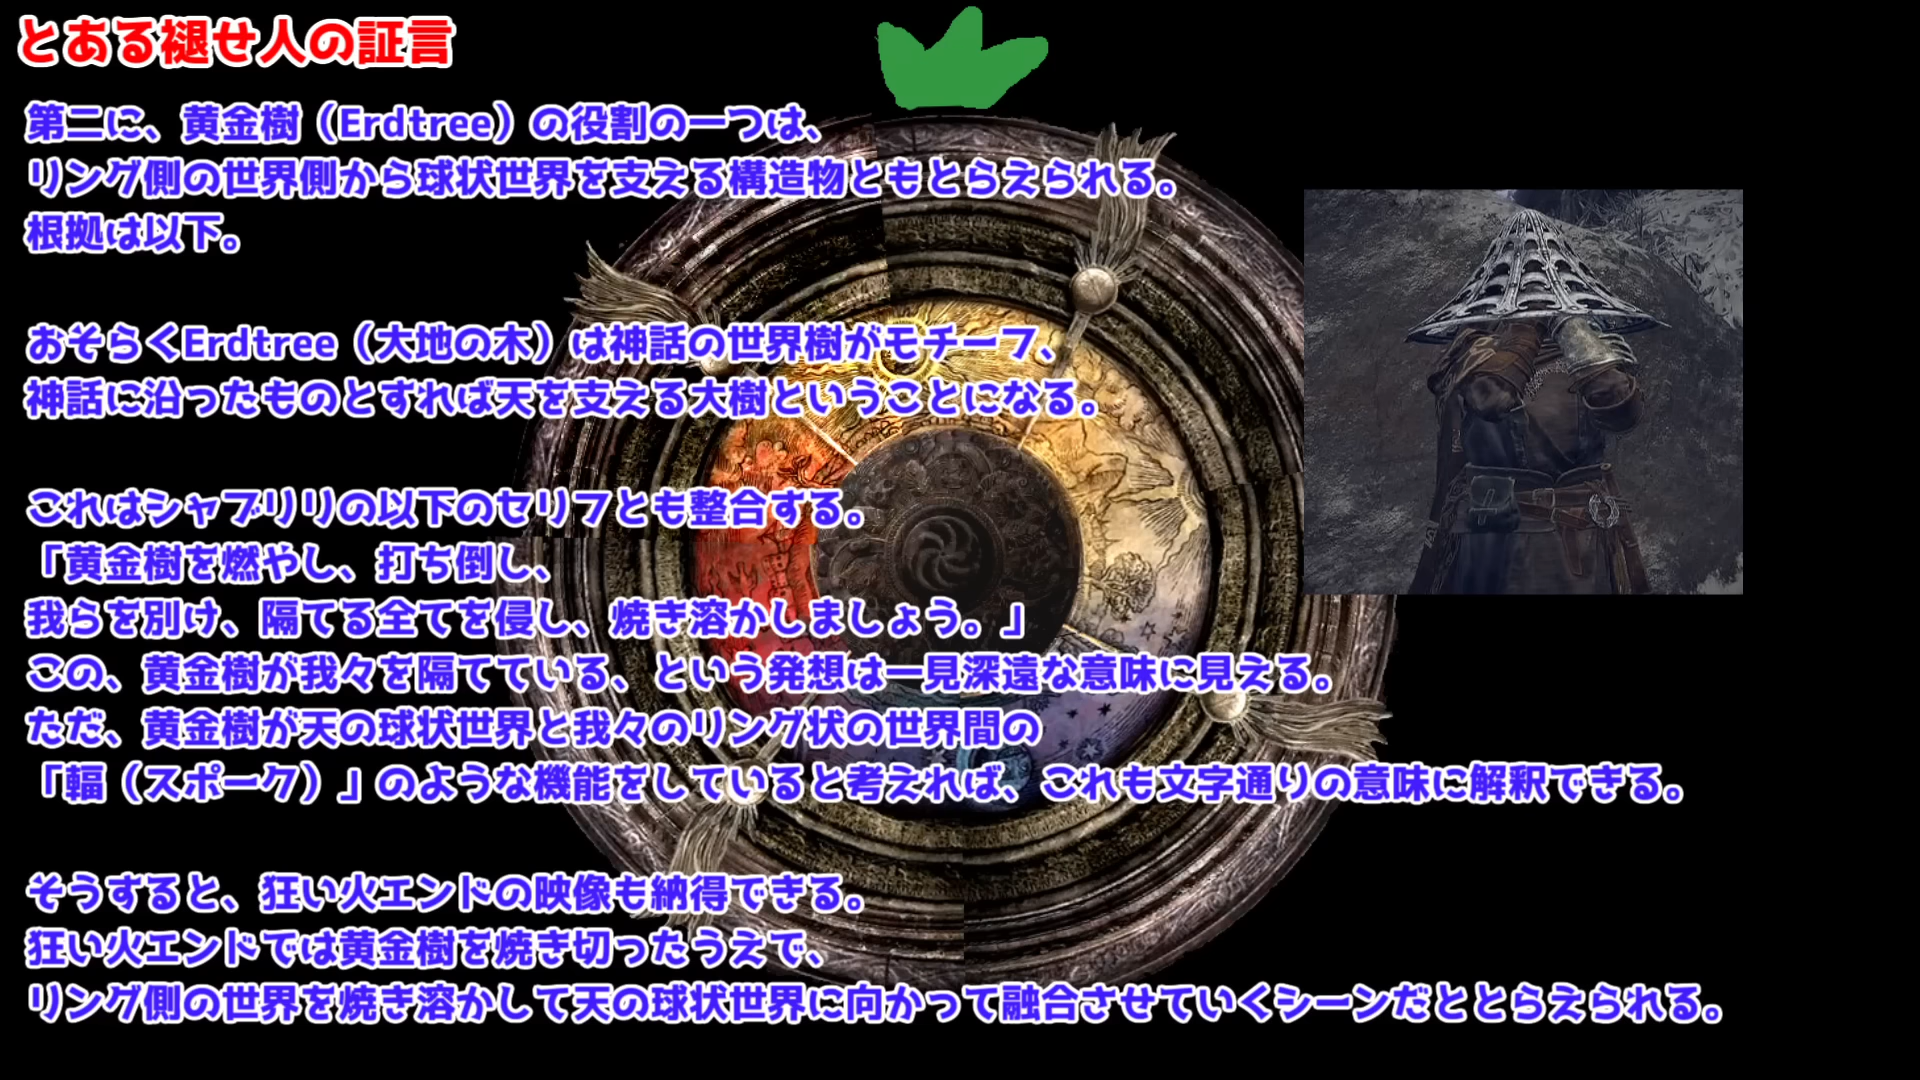 とある褪せ人の証言
第二に、黄金樹（Erdtree）の役割の一つは、
リング側の世界側から球状世界を支える構造物ともとらえられる。
根拠は以下。
おそらくErdtree（大地の木）は神話の世界樹がモチーフ、
神話に沿ったものとすれば天を支える大樹ということになる。
これはシャブリリの以下のセリフとも整合する。
「黄金樹を燃やし、打ち倒し、
我らを別け、隔てる全てを侵し、焼き溶かしましょう。」
この、黄金樹が我々を隔てている、という発想は一見深遠な意味に見える。
ただ、黄金樹が天の球状世界と我々のリング状の世界間の
「輻（スポーク）」のような機能をしていると考えれば、これも文字通りの意味に解釈できる。
そうすると、狂い火エンドの映像も納得できる。
狂い火エンドでは黄金樹を焼き切ったうえで、
リング側の世界を焼き溶かして天の球状世界に向かって融合させていくシーンだととらえられる。